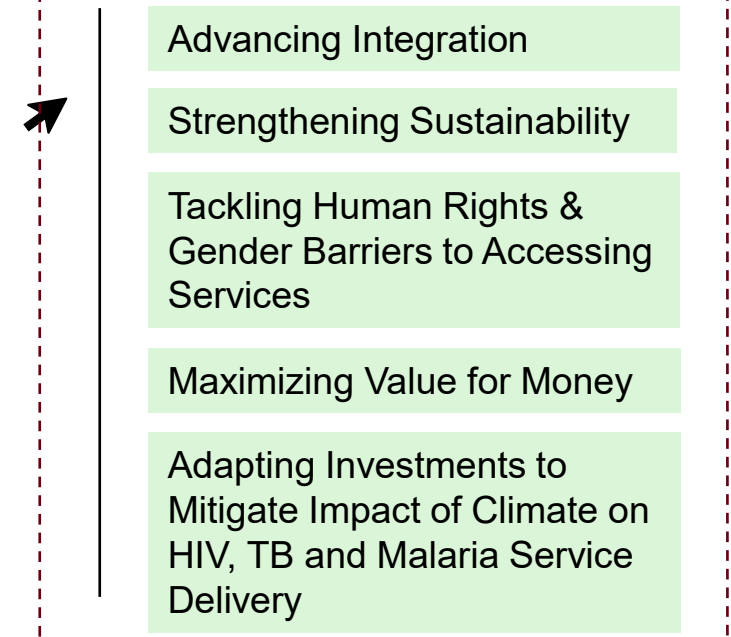 Advancing Integration
Strengthening Sustainability
Tackling Human Rights &
Gender Barriers to Accessing
Services
Maximizing Value for Money
Adapting Investments to
Mitigate Impact of Climate on
HIV, TB and Malaria Service
Delivery